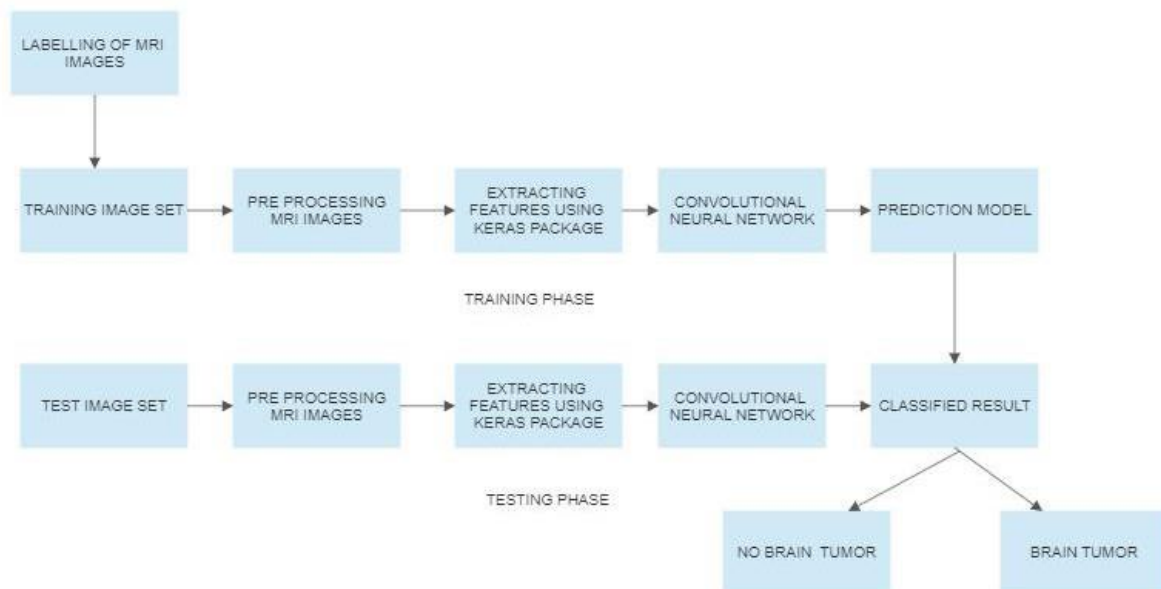 LABELLING OF MRI
IMAGES
TRAINING IMAGE SET
PRE PROCESSING
MRI IMAGES
EXTRACTING
FEATURES USING
KERAS PACKAGE
CONVOLUTIONAL
NEURAL NETWORK
PREDICTION MODEL
TRAINING PHASE
TEST IMAGE SET
PRE PROCESSING
MRI IMAGES
EXTRACTING
FEATURES USING
KERAS PACKAGE
CONVOLUTIONAL
NEURAL NETWORK
CLASSIFIED RESULT
TESTING PHASE
NO BRAIN TUMOR
BRAIN TUMOR